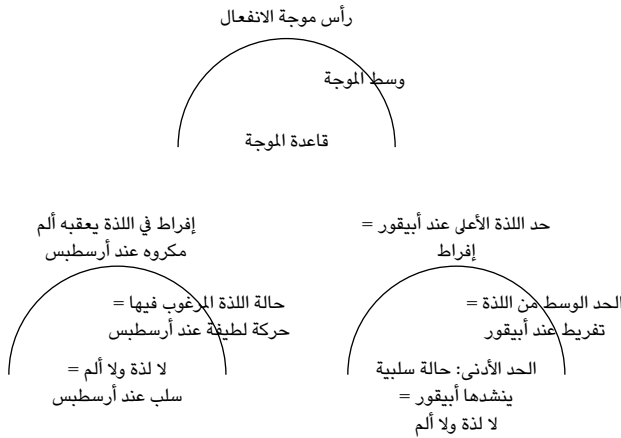 رأس موجة الانفعال
وسط الموجة
قاعدة الموجة
حد اللذة الأعلى عند أبيقور =
إفراط
الحد الوسط من اللذة =
تفريط عند أبيقور
الحد الأدنى: حالة سلبية
ينشدها أبيقور =
لا لذة ولا ألم
إفراط في اللذة يعقبه ألم
مكروه عند أرسطبس
حالة اللذة المرغوب فيها =
حركة لطيفة عند أرسطبس
لا لذة ولا ألم =
سلب عند أرسطبس